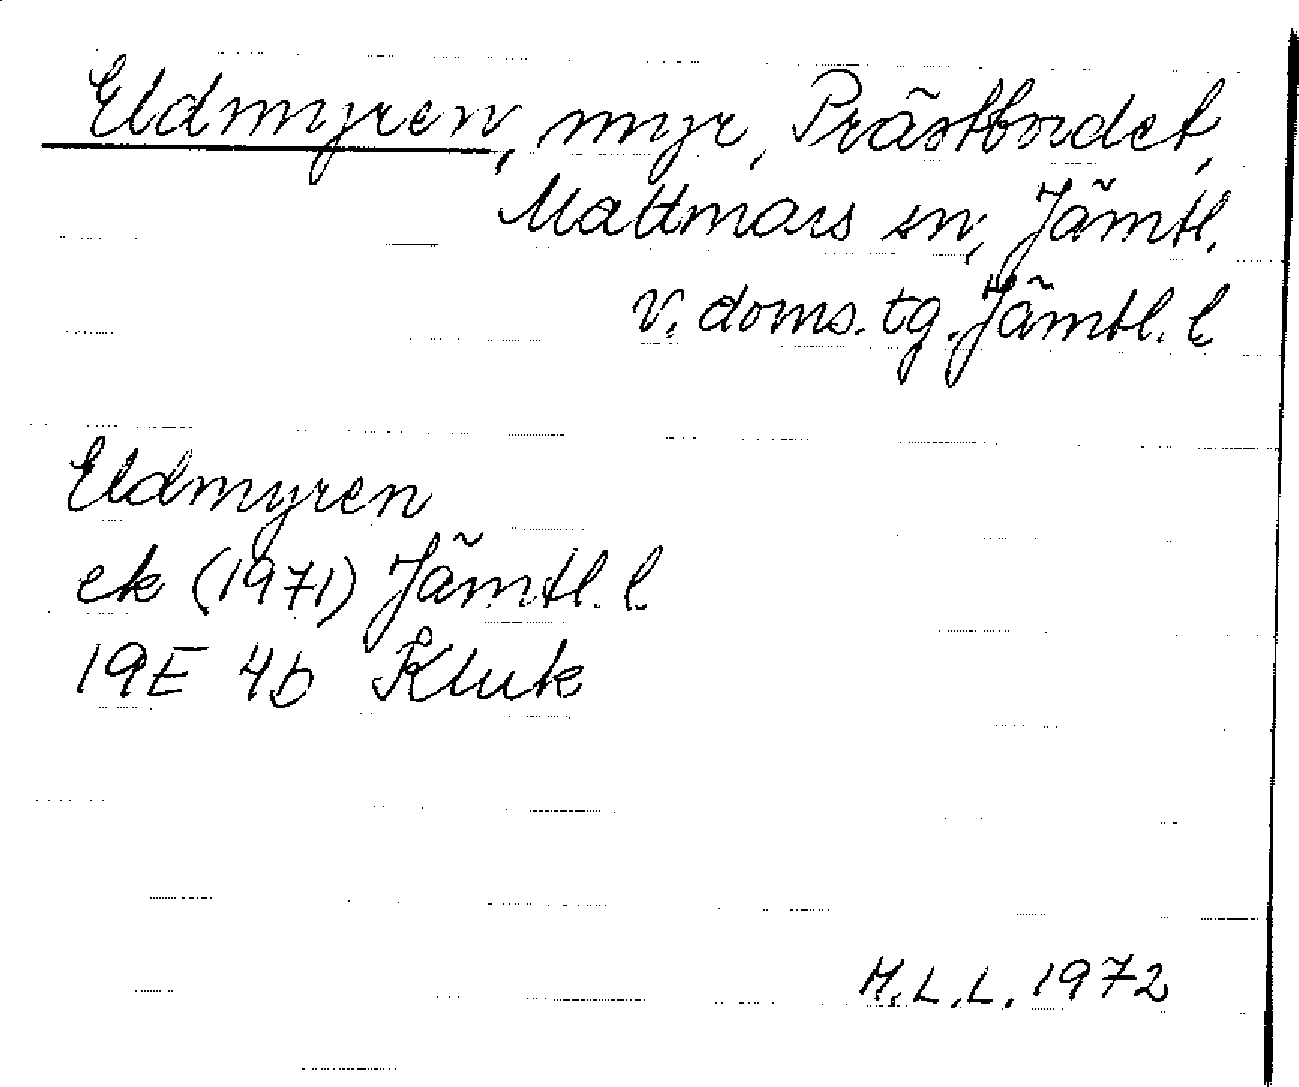 Eldmyren, myr, Prästbordet,
Mattmars sn, Jämtl.
v. doms. tg. Jämtl. l
Eldmyren
ek (1971) Jämtl. l.
19E 4b Kluk
M.L.L. 1972